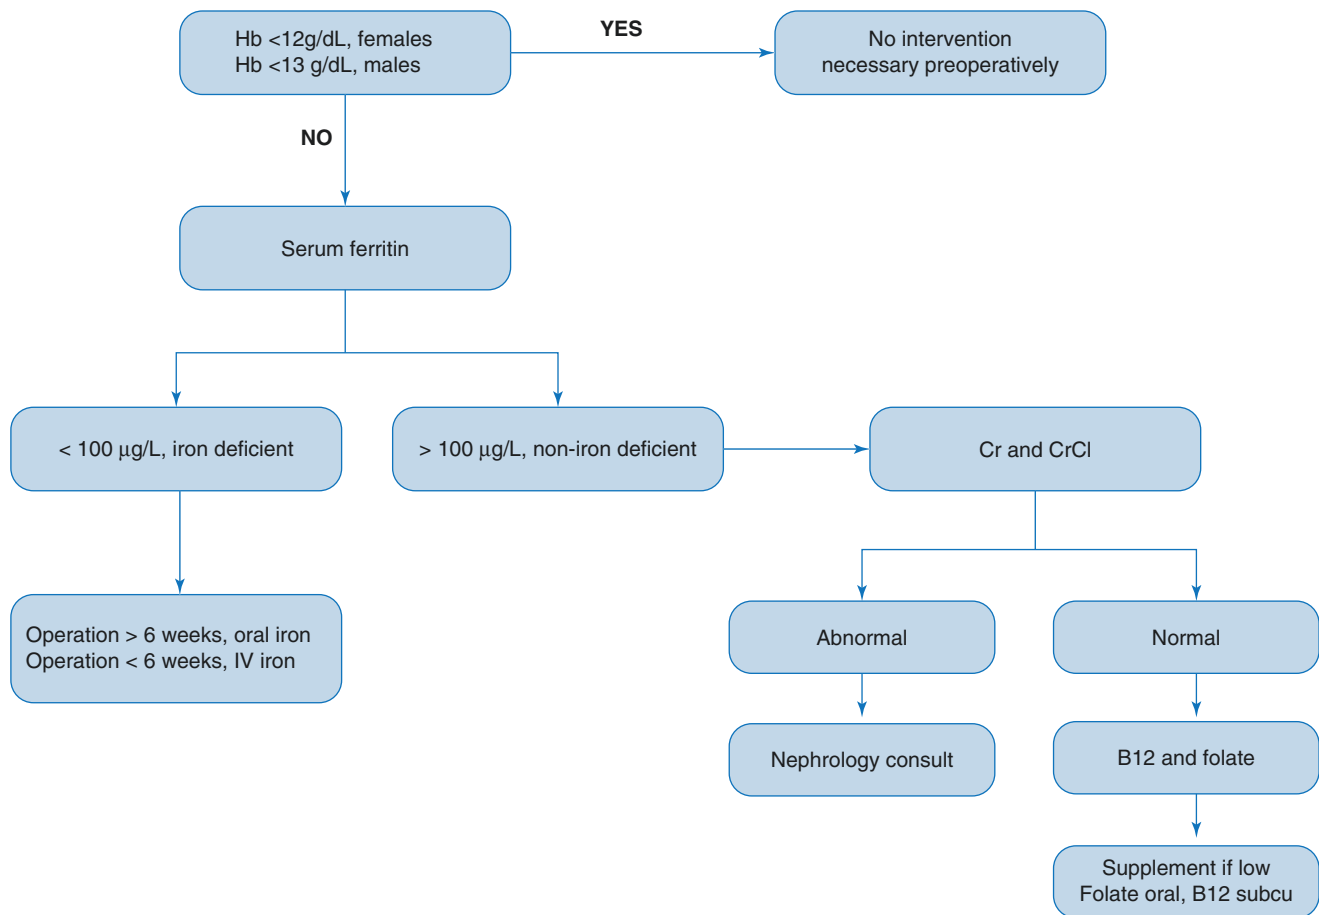 Hb <12g/dL, females
Hb <13 g/dL, males
YES
No intervention
necessary preoperatively
NO
Serum ferritin
< 100 μg/L, iron deficient
> 100 μg/L, non-iron deficient
Cr and CrCl
Operation > 6 weeks, oral iron
Operation < 6 weeks, IV iron
Abnormal
Normal
Nephrology consult
B12 and folate
Supplement if low
Folate oral, B12 subcu